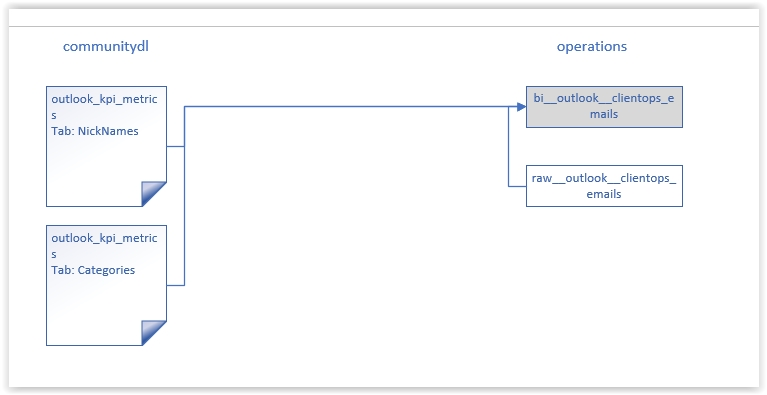 communitydl
operations
outlook_kpi_metric
s
Tab: NickNames
outlook_kpi_metric
s
Tab: Categories
bi__outlook__clientops_e
mails
raw__outlook__clientops_
emails